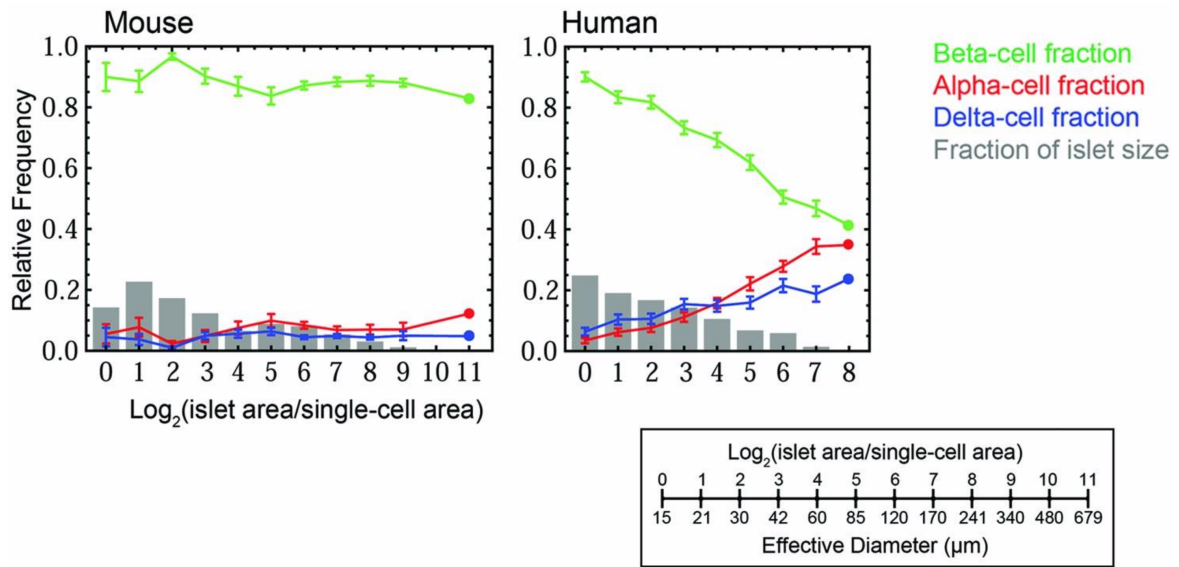 Mouse
Human
1.0
0.8
0.6
0.4
0.2
0.0
Relative Frequency
0 1 2 3 4 5 6 7 8 9 10 11
Log₂(islet area/single-cell area)
1.0
0.8
0.6
0.4
0.2
0.0
0 1 2 3 4 5 6 7 8
Beta-cell fraction
Alpha-cell fraction
Delta-cell fraction
Fraction of islet size
Log₂(islet area/single-cell area)
0 1 2 3 4 5 6 7 8 9 10 11
15 21 30 42 60 85 120 170 241 340 480 679
Effective Diameter (µm)